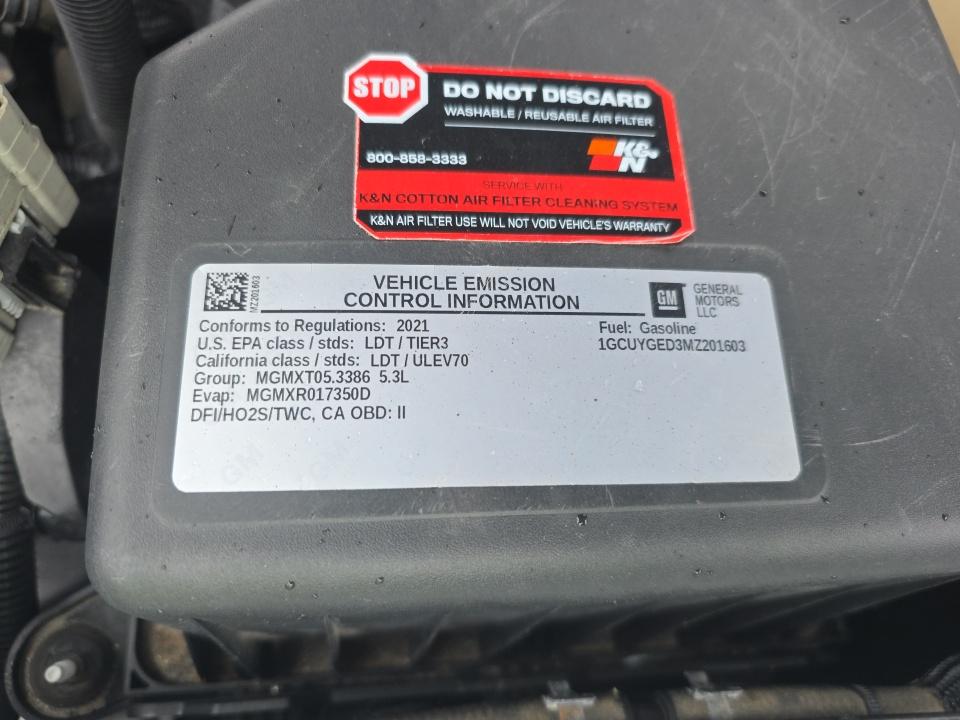 STOP
DO NOT DISCARD
WASHABLE / REUSABLE AIR FILTER
800-858-3333
K&N
SERVICE WITH
K&N COTTON AIR FILTER CLEANING SYSTEM
K&N AIR FILTER USE WILL NOT VOID VEHICLE'S WARRANTY
MZ201603
VEHICLE EMISSION
CONTROL INFORMATION
GM
GENERAL
MOTORS
LLC
Conforms to Regulations: 2021
Fuel: Gasoline
U.S. EPA class / stds: LDT / TIER3
1GCUYGED3MZ201603
California class / stds: LDT / ULEV70
Group: MGMXT05.3386 5.3L
Evap: MGMXR017350D
DFI/HO2S/TWC, CA OBD: II
GM
GM